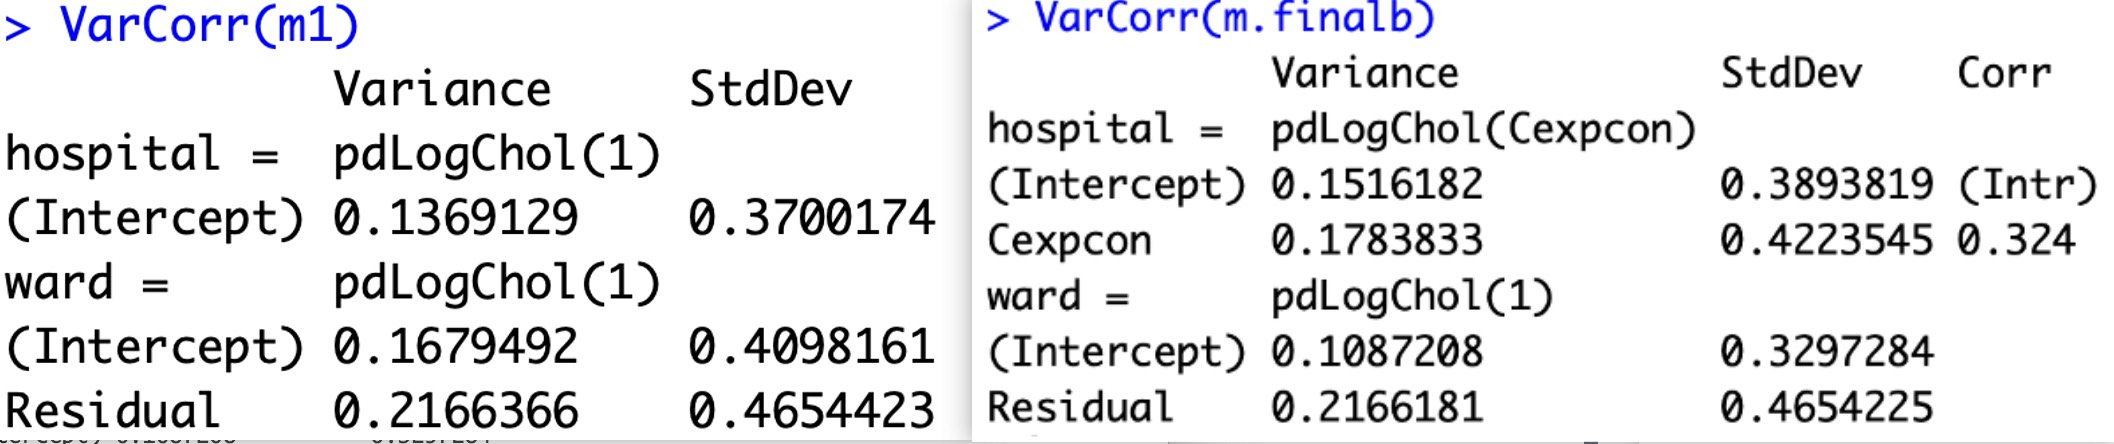 > VarCorr(m1)
Variance StdDev
hospital = pdLogChol(1)
(Intercept) 0.1369129 0.3700174
ward = pdLogChol(1)
(Intercept) 0.1679492 0.4098161
Residual 0.2166366 0.4654423
> VarCorr(m.finalb)
Variance StdDev Corr
hospital = pdLogChol(Cexpcon)
(Intercept) 0.1516182 0.3893819 (Intr)
Cexpcon 0.1783833 0.4223545 0.324
ward = pdLogChol(1)
(Intercept) 0.1087208 0.3297284
Residual 0.2166181 0.4654225